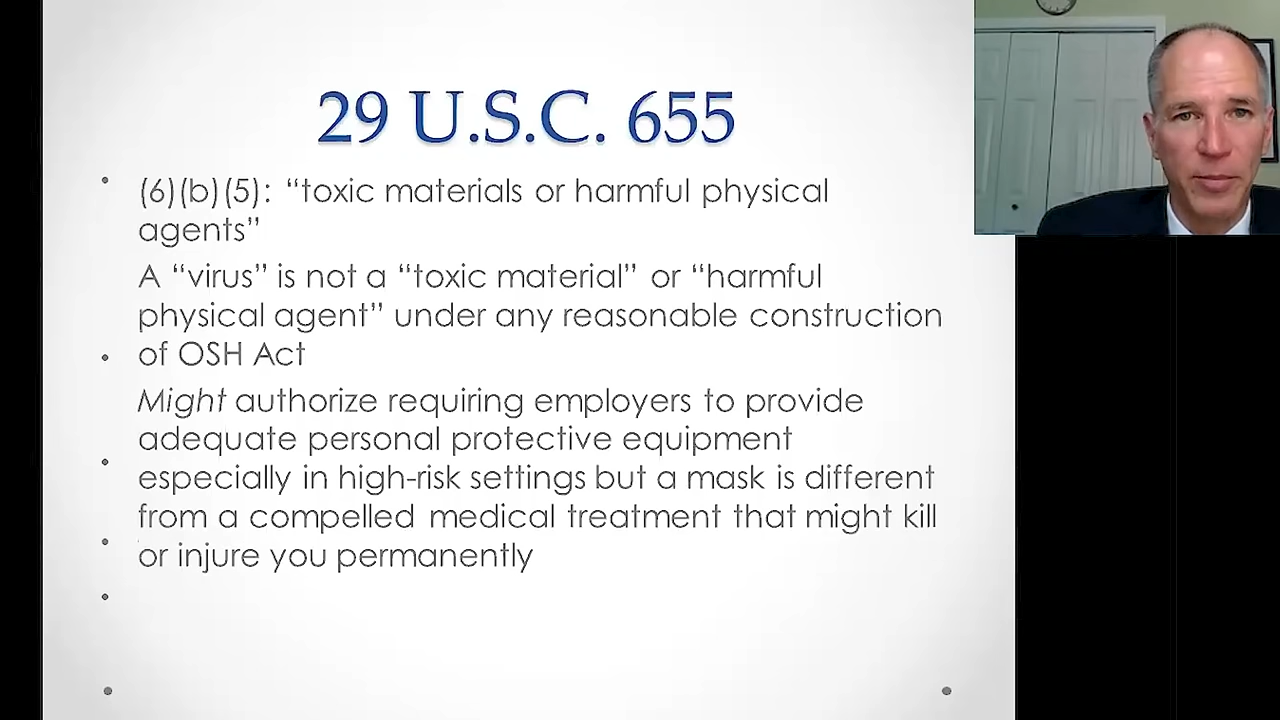 29 U.S.C. 655
(6)(b)(5): “toxic materials or harmful physical
agents”
A “virus” is not a “toxic material” or “harmful
physical agent” under any reasonable construction
of OSH Act
Might authorize requiring employers to provide
adequate personal protective equipment
especially in high-risk settings but a mask is different
from a compelled medical treatment that might kill
or injure you permanently